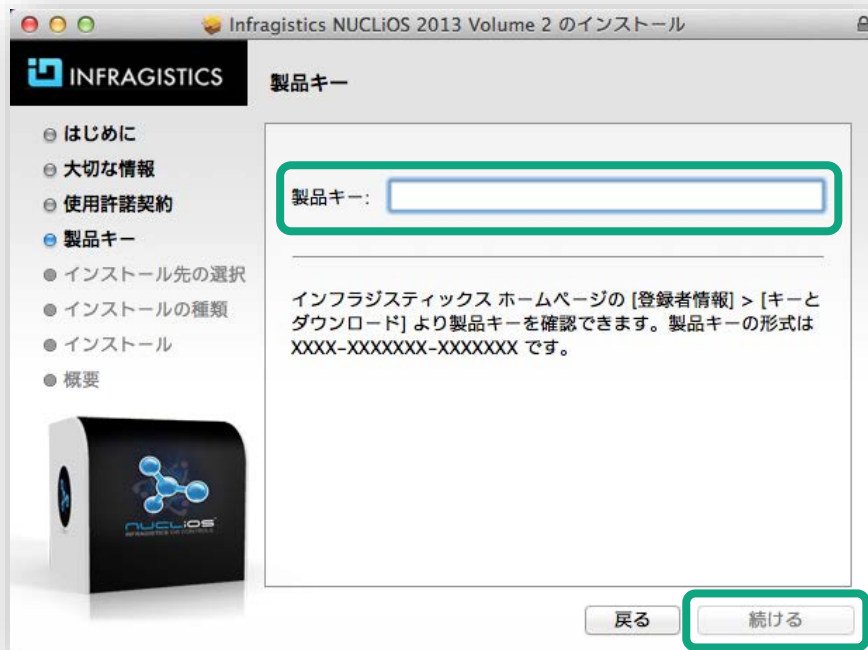 Infragistics NUCLiOS 2013 Volume 2 のインストール
INFRAGISTICS
製品キー
はじめに
大切な情報
使用許諾契約
製品キー
インストール先の選択
インストールの種類
インストール
概要
製品キー:
インフラジスティックス ホームページの [登録者情報] > [キーと
ダウンロード] より製品キーを確認できます。製品キーの形式は
XXXX-XXXXXXX-XXXXXXX です。
NUCLiOS
INFRAGISTICS iOS CONTROLS
戻る
続ける